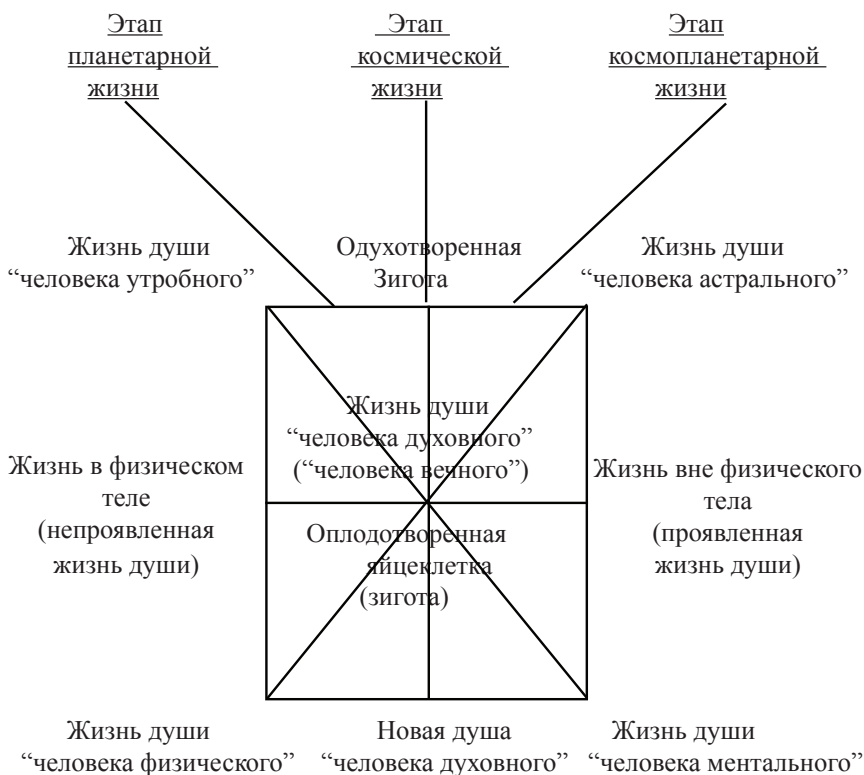 Этап
планетарной
жизни
Этап
космической
жизни
Этап
космопланетарной
жизни
Жизнь души
“человека утробного”
Одухотворенная
Зигота
Жизнь души
“человека астрального”
Жизнь души
“человека духовного”
(“человека вечного”)
Жизнь в физическом
теле
(непроявленная
жизнь души)
Жизнь вне физического
тела
(проявленная
жизнь души)
Оплодотворенная
яйцеклетка
(зигота)
Жизнь души
“человека физического”
Новая душа
“человека духовного”
Жизнь души
“человека ментального”